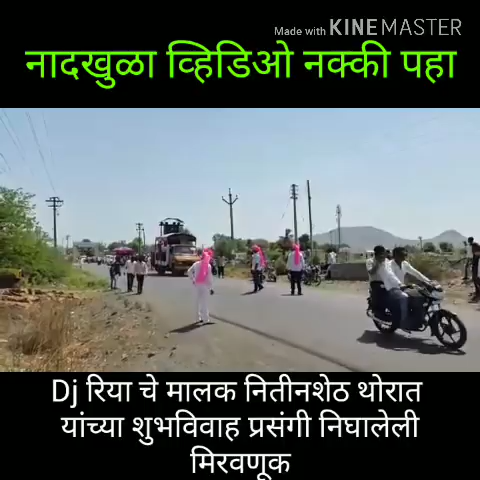 Made with KINEMASTER
नादखुळा व्हिडिओ नक्की पहा
Dj रिया चे मालक नितीनशेठ थोरात
यांच्या शुभविवाह प्रसंगी निघालेली
मिरवणूक